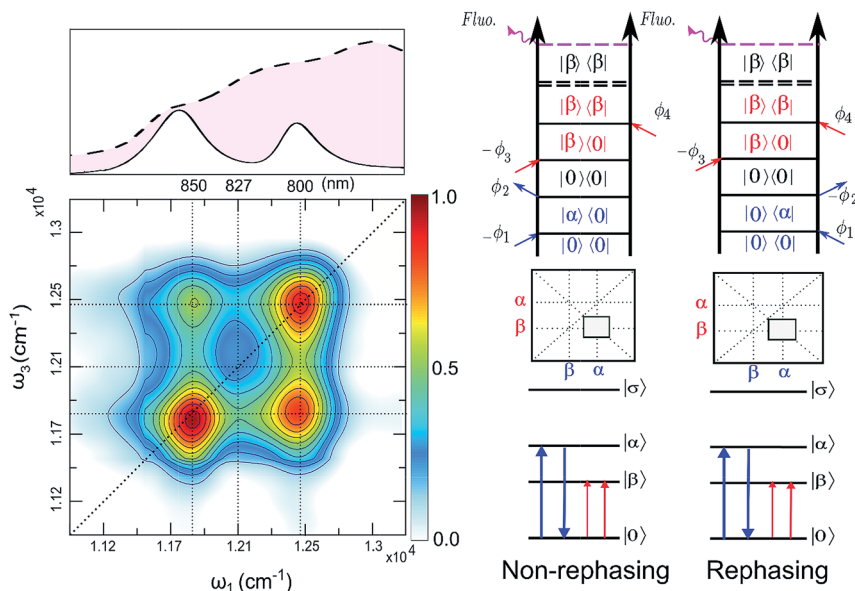 850 827 800 (nm)
x10⁴
1.3
1.25
1.21
1.17
1.12
ω₃ (cm⁻¹)
1.12 1.17 1.21 1.25 1.3
x10⁴
ω₁ (cm⁻¹)
1.0
0.5
0.0
Fluo.
|β⟩ ⟨β|
|β⟩ ⟨β|
ϕ₄
|β⟩ ⟨0|
-ϕ₃
|0⟩ ⟨0|
ϕ₂
|α⟩ ⟨0|
-ϕ₁
|0⟩ ⟨0|
α
β
β α
|σ⟩
|α⟩
|β⟩
|0⟩
Non-rephasing
Fluo.
|β⟩ ⟨β|
|β⟩ ⟨β|
ϕ₄
|β⟩ ⟨0|
-ϕ₃
|0⟩ ⟨0|
-ϕ₂
|0⟩ ⟨α|
ϕ₁
|0⟩ ⟨0|
α
β
β α
|σ⟩
|α⟩
|β⟩
|0⟩
Rephasing